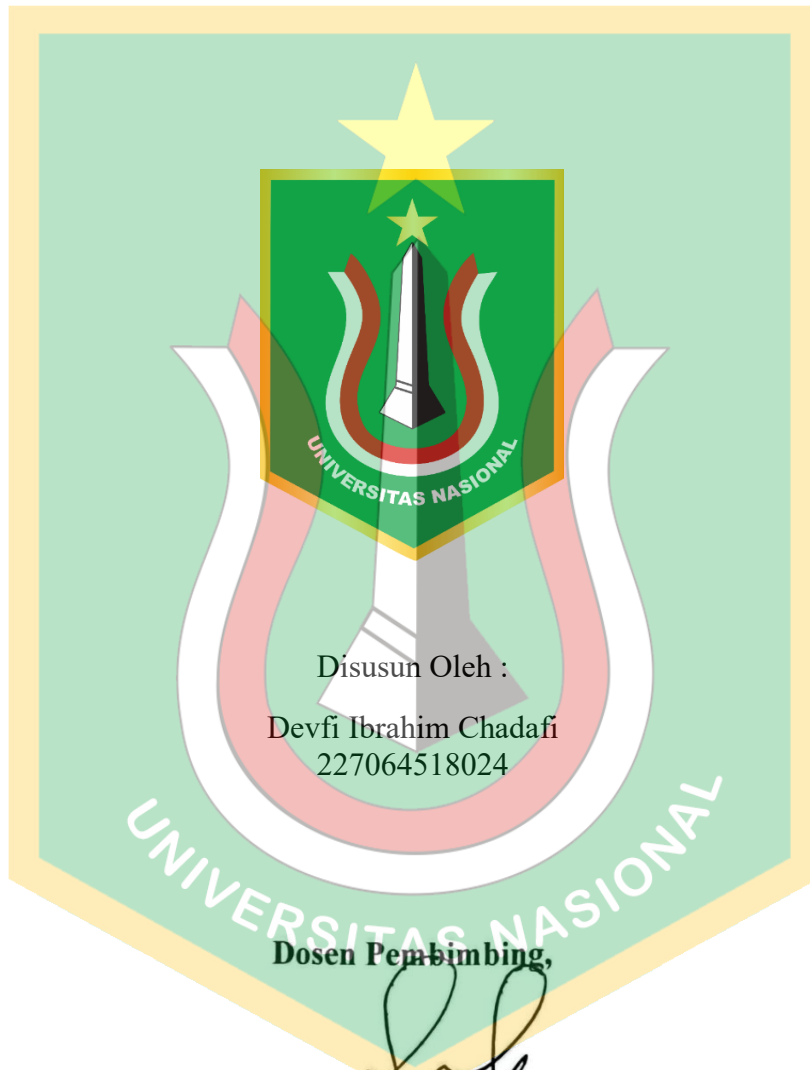 UNIVERSITAS NASIONAL
Disusun Oleh :
Devfi Ibrahim Chadafi
227064518024
UNIVERSITAS NASIONAL
Dosen Pembimbing,